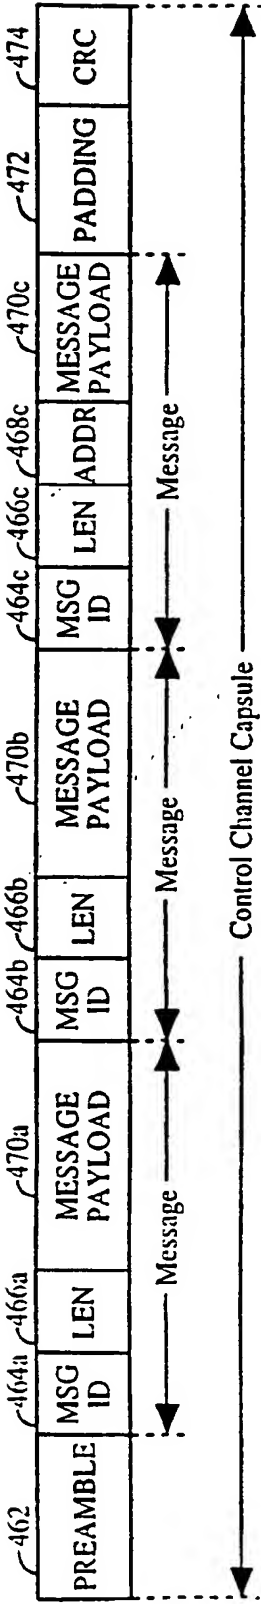 462 464a 466a 470a 464b 466b 470b 464c 466c 468c 470c 472 474
PREAMBLE
MSG
ID
LEN
MESSAGE
PAYLOAD
MSG
ID
LEN
MESSAGE
PAYLOAD
MSG
ID
LEN
ADDR
MESSAGE
PAYLOAD
PADDING
CRC
Message
Message
Message
Control Channel Capsule